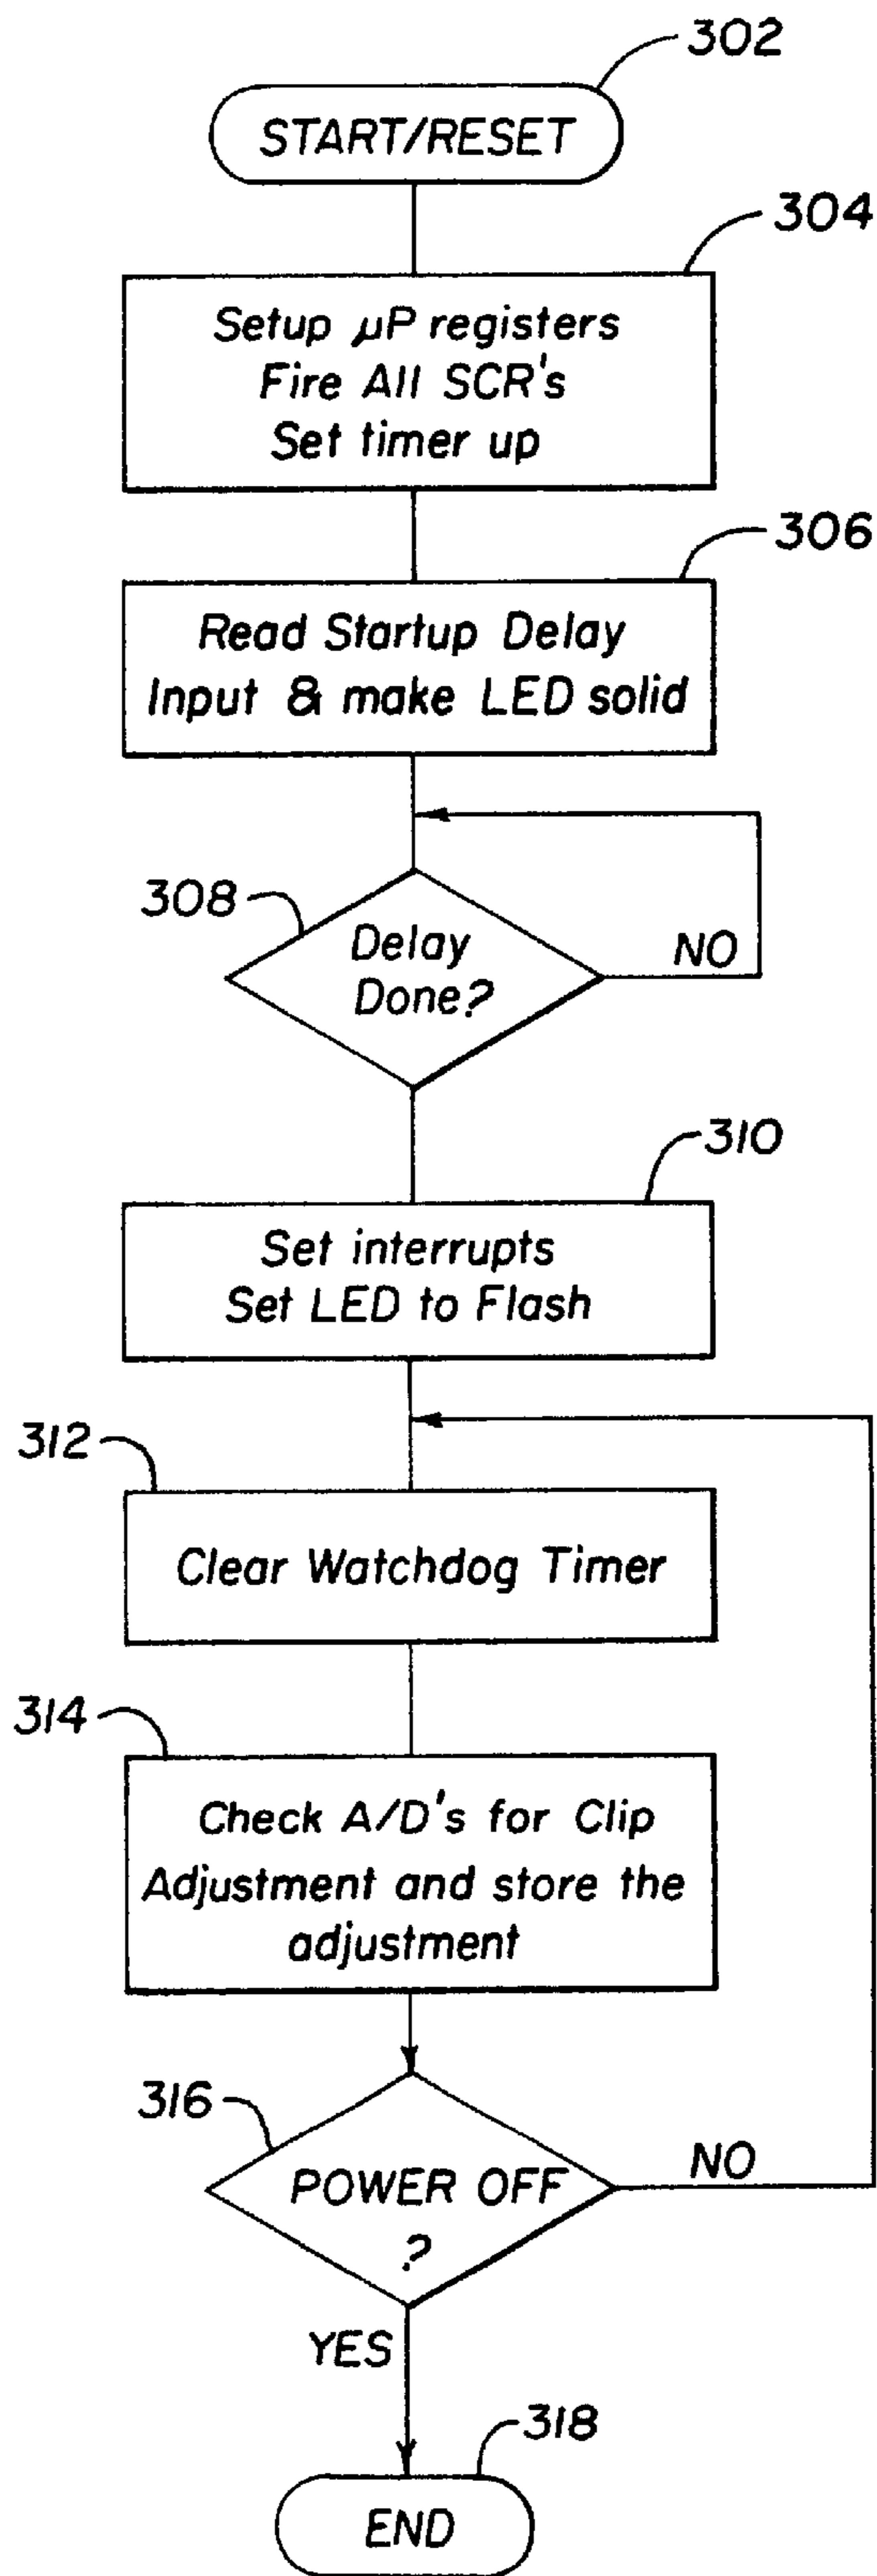 302
START/RESET
304
Setup µP registers
Fire All SCR's
Set timer up
306
Read Startup Delay
Input & make LED solid
308
Delay
Done?
NO
310
Set interrupts
Set LED to Flash
312
Clear Watchdog Timer
314
Check A/D's for Clip
Adjustment and store the
adjustment
316
POWER OFF
?
NO
YES
318
END